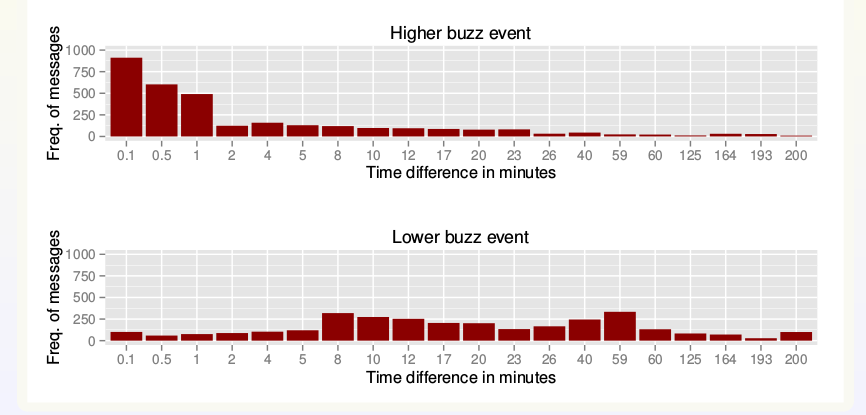 Higher buzz event
Freq. of messages
1000
750
500
250
0
0.1 0.5 1 2 4 5 8 10 12 17 20 23 26 40 59 60 125 164 193 200
Time difference in minutes
Lower buzz event
Freq. of messages
1000
750
500
250
0
0.1 0.5 1 2 4 5 8 10 12 17 20 23 26 40 59 60 125 164 193 200
Time difference in minutes